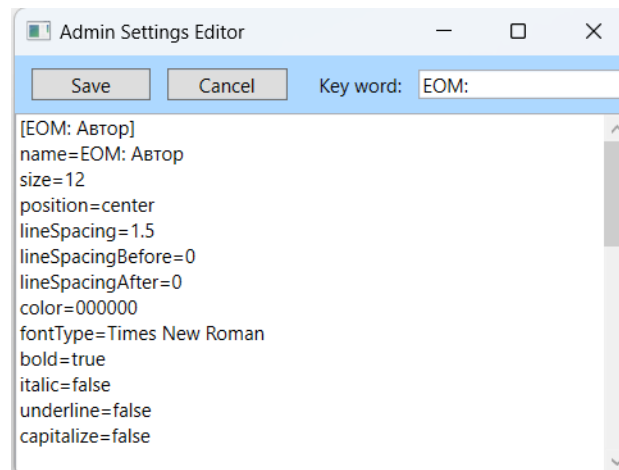 Admin Settings Editor
Save Cancel Key word: EOM:
[EOM: Автор]
name=EOM: Автор
size=12
position=center
lineSpacing=1.5
lineSpacingBefore=0
lineSpacingAfter=0
color=000000
fontType=Times New Roman
bold=true
italic=false
underline=false
capitalize=false